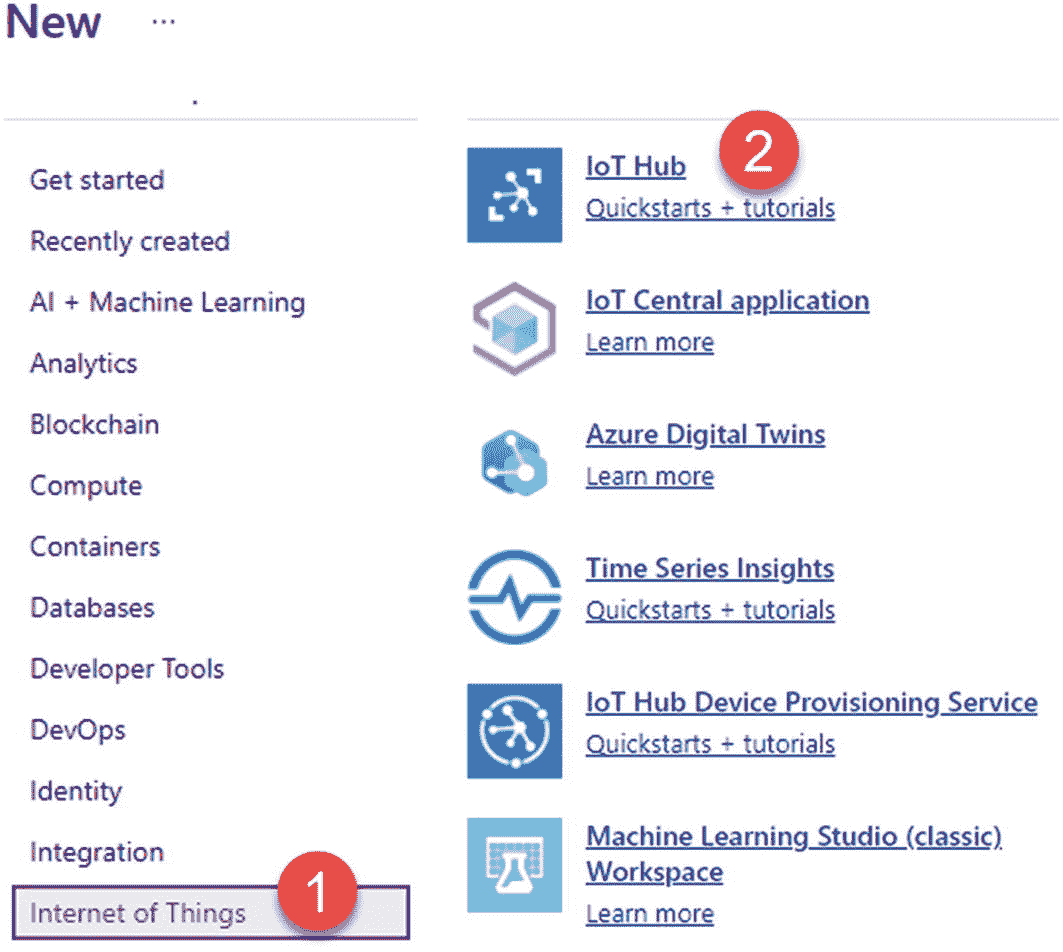 New ...
Get started
Recently created
AI + Machine Learning
Analytics
Blockchain
Compute
Containers
Databases
Developer Tools
DevOps
Identity
Integration
Internet of Things
1
IoT Hub
2
Quickstarts + tutorials
IoT Central application
Learn more
Azure Digital Twins
Learn more
Time Series Insights
Quickstarts + tutorials
IoT Hub Device Provisioning Service
Quickstarts + tutorials
Machine Learning Studio (classic)
Workspace
Learn more